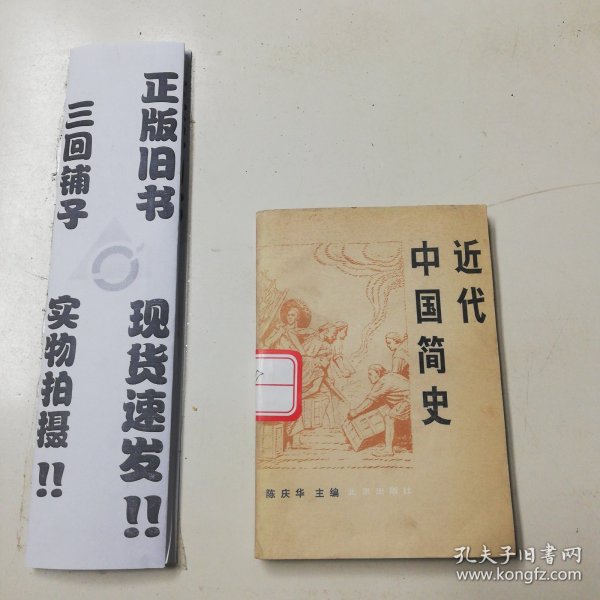 正版旧书 现货速发!!
三回铺子 实物拍摄!!
近代
中国简史
陈庆华 主编 北京出版社
孔夫子旧书网
www.kongfz.com